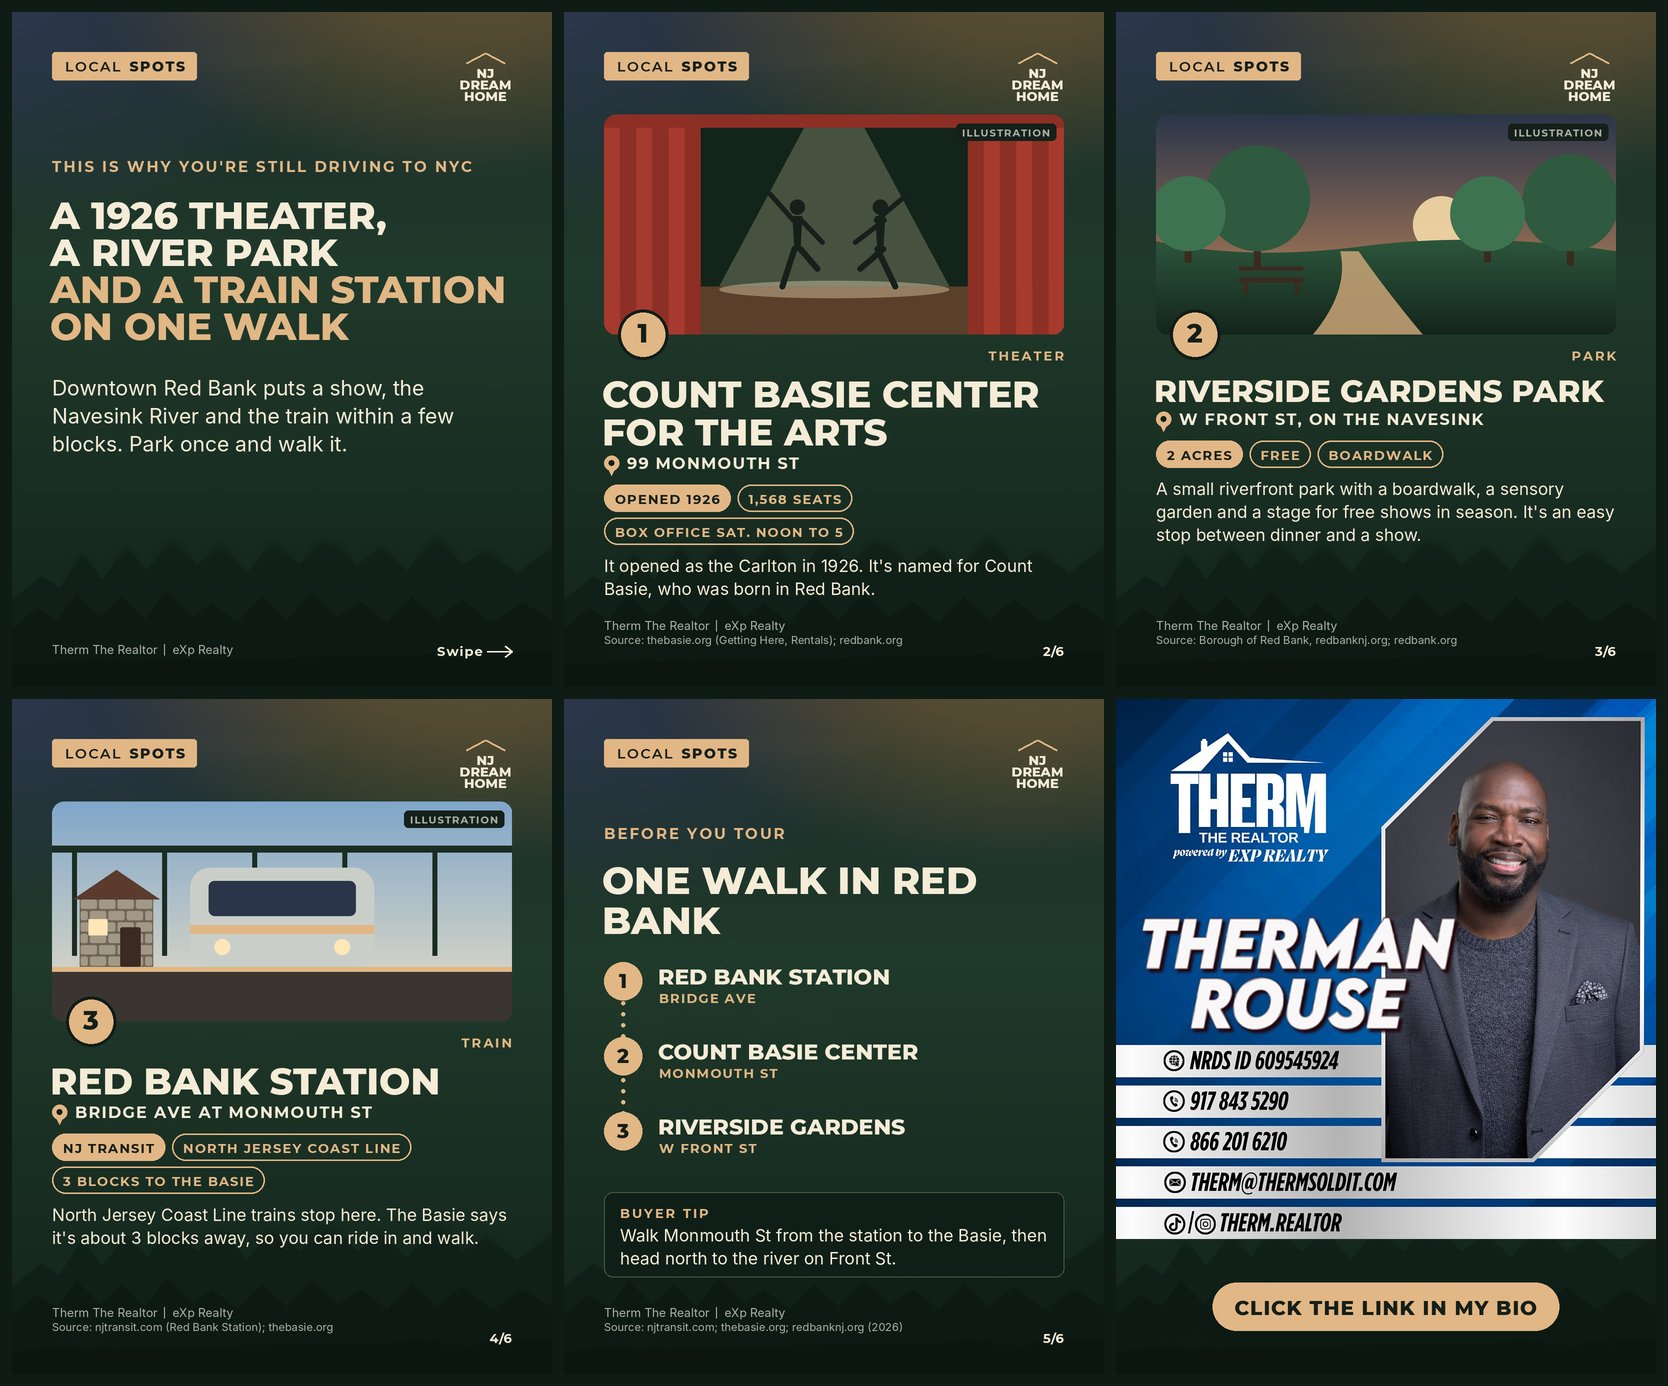 LOCAL SPOTS
NJ
DREAM
HOME
THIS IS WHY YOU'RE STILL DRIVING TO NYC
A 1926 THEATER,
A RIVER PARK
AND A TRAIN STATION
ON ONE WALK
Downtown Red Bank puts a show, the
Navesink River and the train within a few
blocks. Park once and walk it.
Therm The Realtor | eXp Realty
Swipe
LOCAL SPOTS
NJ
DREAM
HOME
ILLUSTRATION
1
THEATER
COUNT BASIE CENTER
FOR THE ARTS
99 MONMOUTH ST
OPENED 1926
1,568 SEATS
BOX OFFICE SAT. NOON TO 5
It opened as the Carlton in 1926. It's named for Count
Basie, who was born in Red Bank.
Therm The Realtor | eXp Realty
Source: thebasie.org (Getting Here, Rentals); redbank.org
2/6
LOCAL SPOTS
NJ
DREAM
HOME
ILLUSTRATION
2
PARK
RIVERSIDE GARDENS PARK
W FRONT ST, ON THE NAVESINK
2 ACRES
FREE
BOARDWALK
A small riverfront park with a boardwalk, a sensory
garden and a stage for free shows in season. It's an easy
stop between dinner and a show.
Therm The Realtor | eXp Realty
Source: Borough of Red Bank, redbanknj.org; redbank.org
3/6
LOCAL SPOTS
NJ
DREAM
HOME
ILLUSTRATION
3
TRAIN
RED BANK STATION
BRIDGE AVE AT MONMOUTH ST
NJ TRANSIT
NORTH JERSEY COAST LINE
3 BLOCKS TO THE BASIE
North Jersey Coast Line trains stop here. The Basie says
it's about 3 blocks away, so you can ride in and walk.
Therm The Realtor | eXp Realty
Source: njtransit.com (Red Bank Station); thebasie.org
4/6
LOCAL SPOTS
NJ
DREAM
HOME
BEFORE YOU TOUR
ONE WALK IN RED
BANK
1 RED BANK STATION
BRIDGE AVE
2 COUNT BASIE CENTER
MONMOUTH ST
3 RIVERSIDE GARDENS
W FRONT ST
BUYER TIP
Walk Monmouth St from the station to the Basie, then
head north to the river on Front St.
Therm The Realtor | eXp Realty
Source: njtransit.com; thebasie.org; redbanknj.org (2026)
5/6
THERM
THE REALTOR
powered by EXP REALTY
THERMAN
ROUSE
NRDS ID 609545924
917 843 5290
866 201 6210
THERM@THERMSOLDIT.COM
/ THERM.REALTOR
CLICK THE LINK IN MY BIO